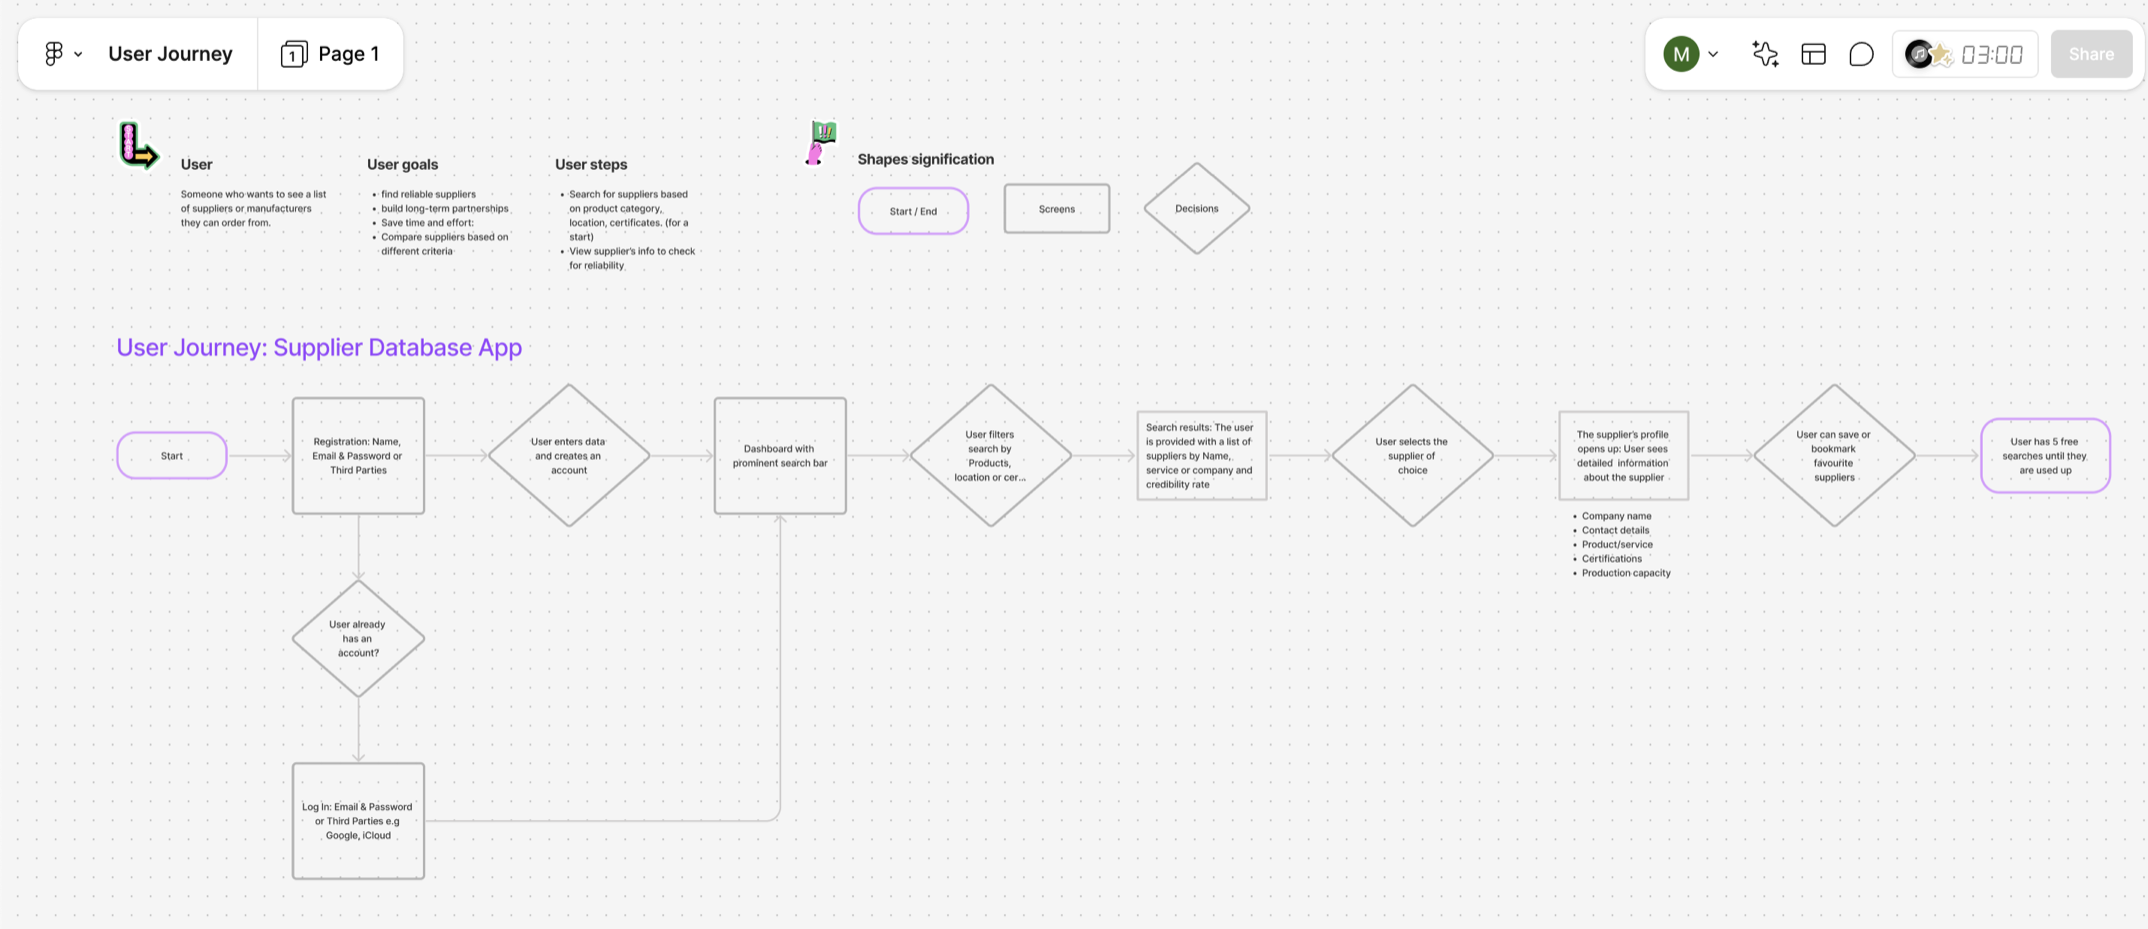 User Journey
1
Page 1
M
03:00
Share
User
Someone who wants to see a list
of suppliers or manufacturers
they can order from.
User goals
• find reliable suppliers
• build long-term partnerships
• Save time and effort:
• Compare suppliers based on
different criteria
User steps
• Search for suppliers based
on product category,
location, certificates. (for a
start)
• View supplier's info to check
for reliability
Shapes signification
Start / End
Screens
Decisions
User Journey: Supplier Database App
Start
Registration: Name,
Email & Password or
Third Parties
User enters data
and creates an
account
Dashboard with
prominent search bar
User filters
search by
Products,
location or cer...
Search results: The user
is provided with a list of
suppliers by Name,
service or company and
credibility rate
User selects the
supplier of
choice
The supplier's profile
opens up: User sees
detailed information
about the supplier
• Company name
• Contact details
• Product/service
• Certifications
• Production capacity
User can save or
bookmark
favourite
suppliers
User has 5 free
searches until they
are used up
User already
has an
account?
Log In: Email & Password
or Third Parties e.g
Google, iCloud